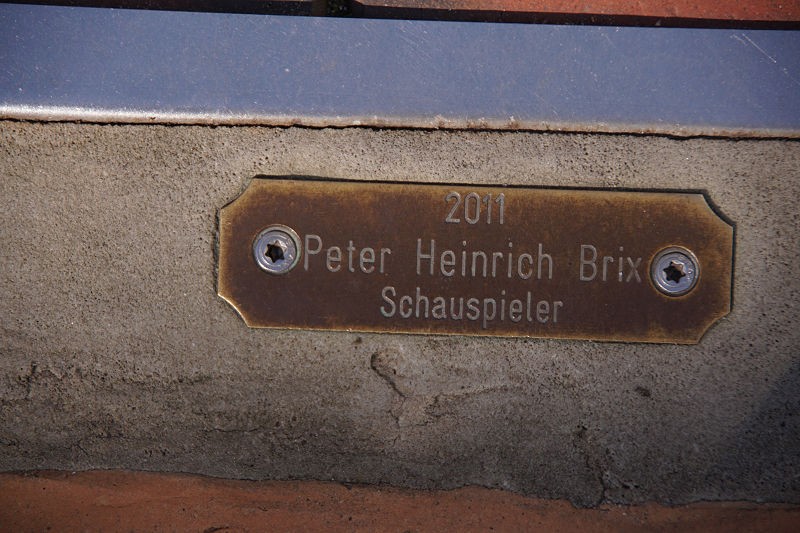 2011
Peter Heinrich Brix
Schauspieler